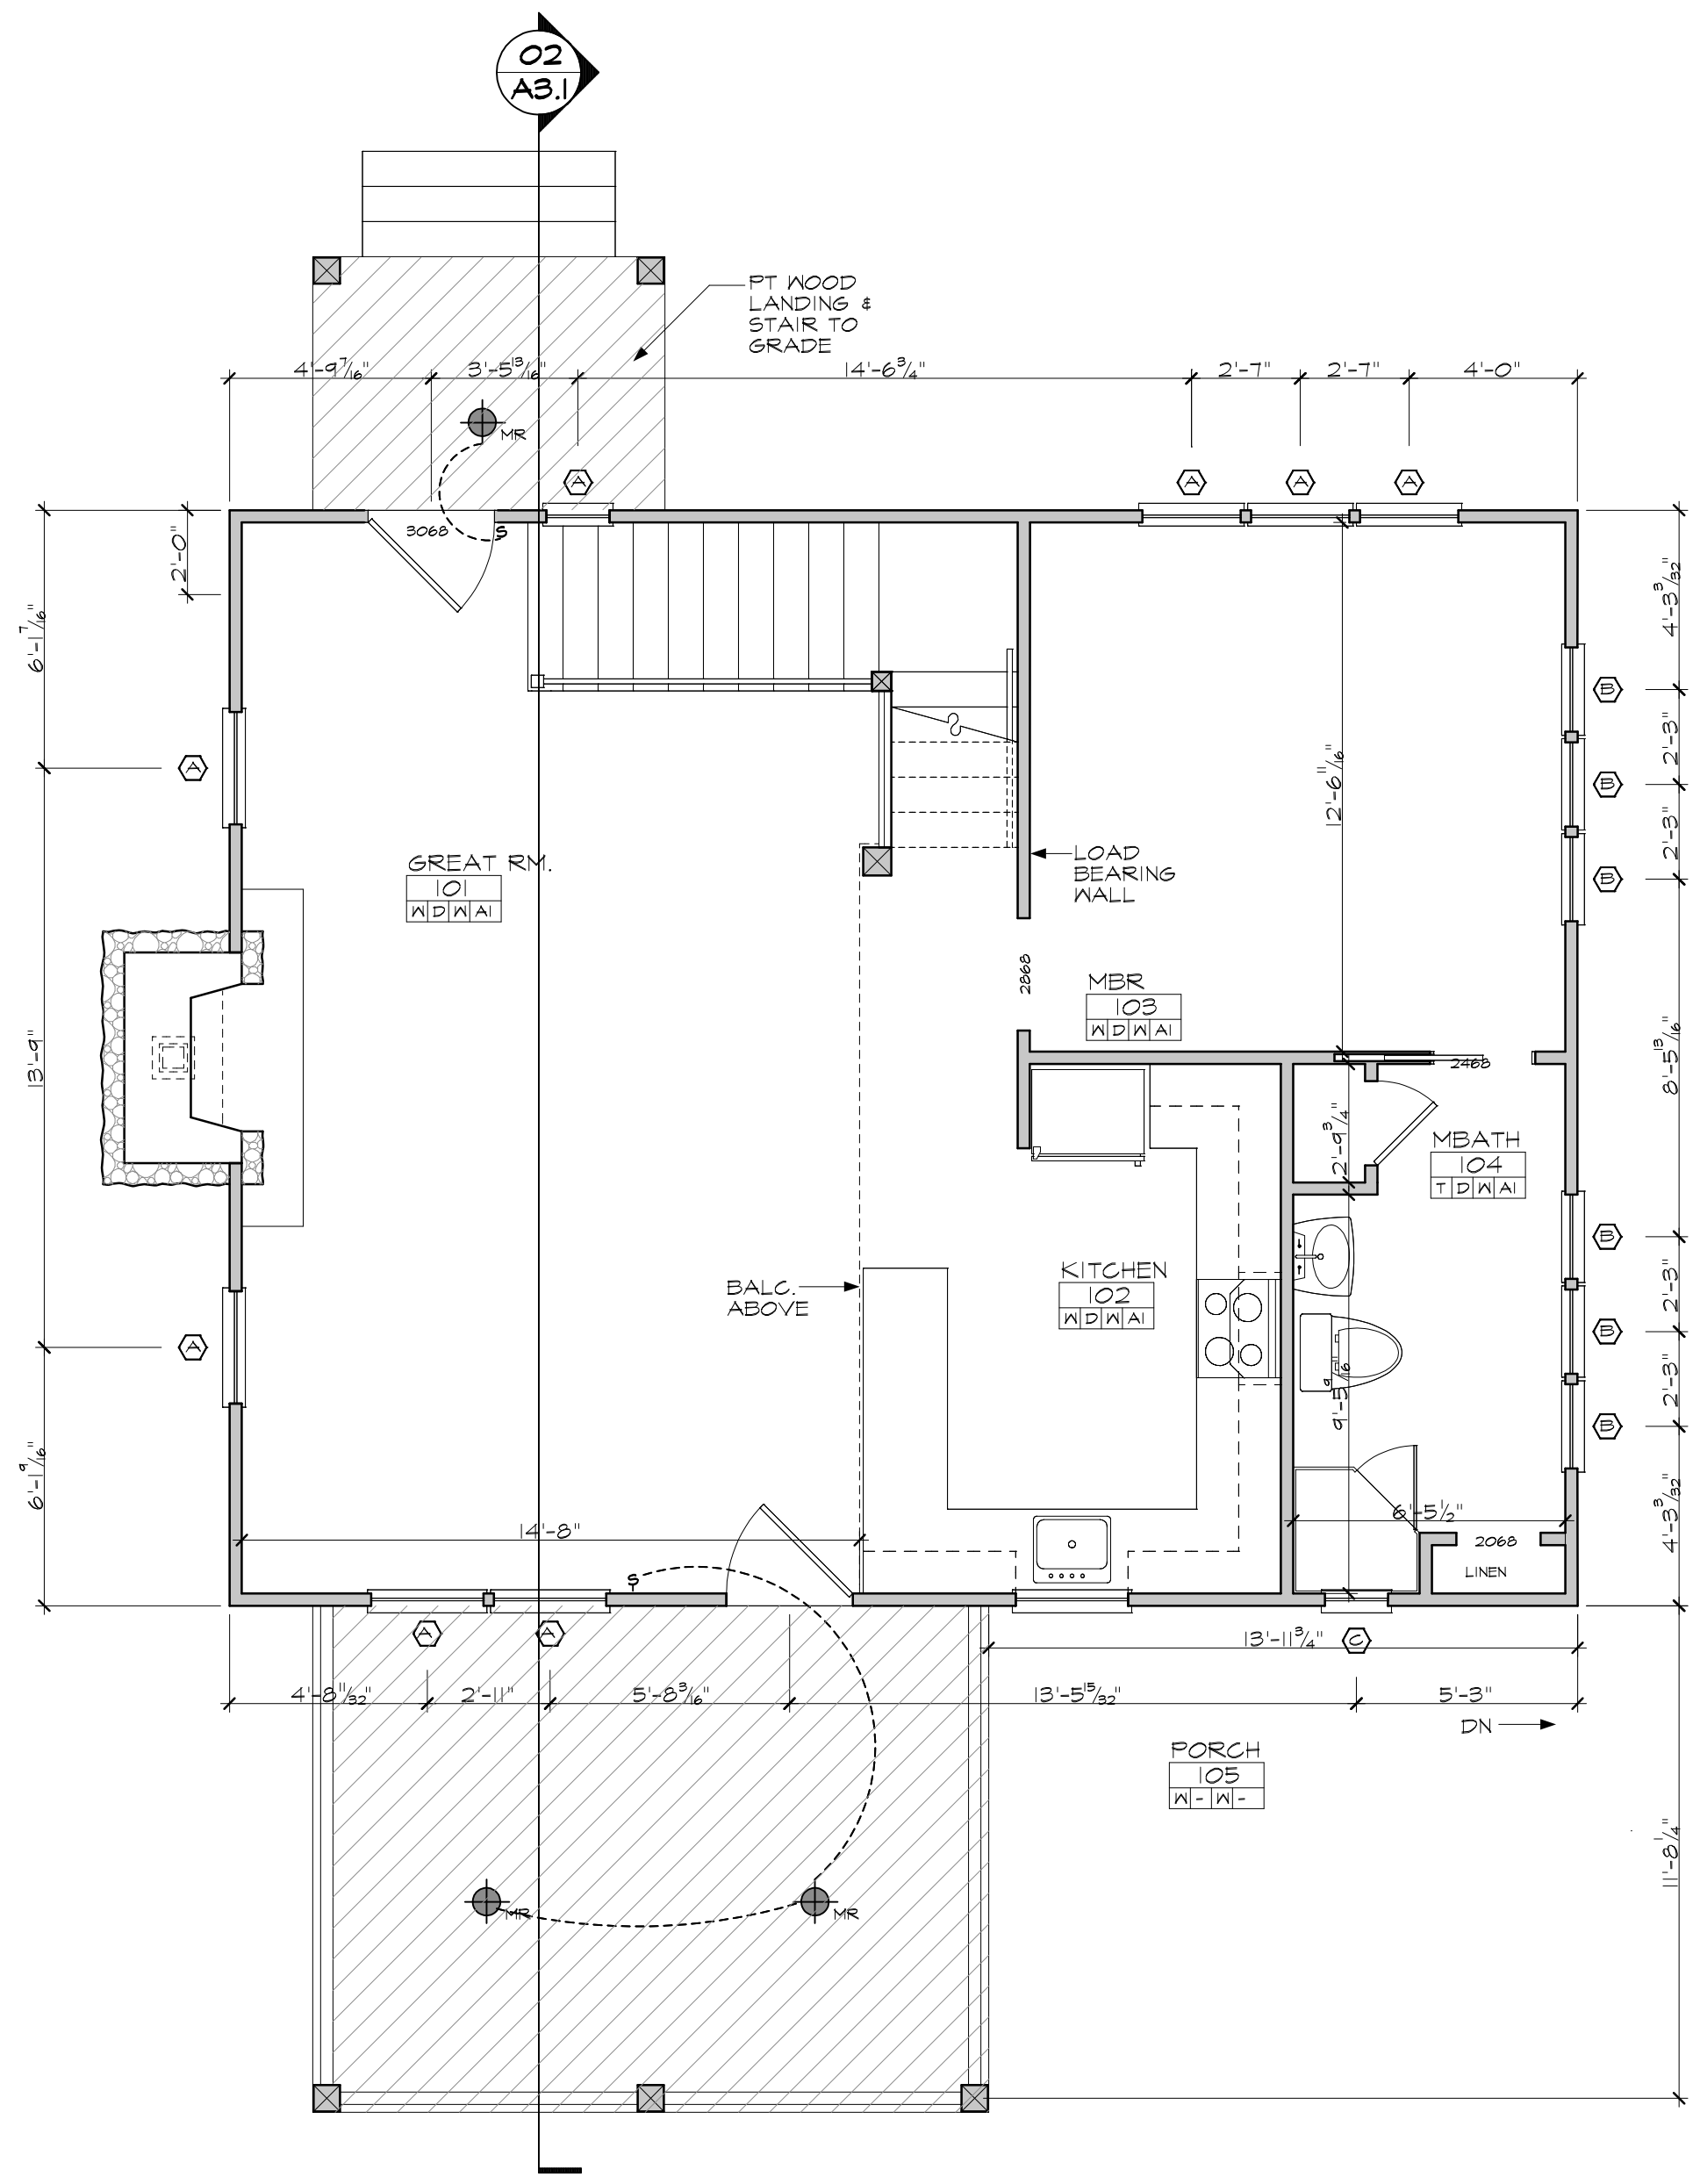 02
A3.1
PT WOOD
LANDING &
STAIR TO
GRADE
4'-9 7/16"
3'-5 13/16"
14'-6 3/4"
2'-7"
2'-7"
4'-0"
MR
A
A
A
A
3068
S
2'-0"
6'-1 7/16"
4'-3 3/32"
B
2'-3"
A
B
12'-6 11/16"
2'-3"
B
GREAT RM.
101
W D W A1
LOAD
BEARING
WALL
2868
MBR
103
W D W A1
13'-9"
8'-5 13/16"
2468
2'-9 3/4"
MBATH
104
T D W A1
B
2'-3"
KITCHEN
102
W D W A1
BALC.
ABOVE
B
A
2'-3"
9'-5 9/16"
B
6'-1 9/16"
4'-3 3/32"
6'-5 1/2"
14'-8"
2068
LINEN
S
A
A
13'-11 3/4"
C
4'-8 11/32"
2'-11"
5'-8 3/16"
13'-5 15/32"
5'-3"
DN
PORCH
105
W - W -
11'-8 1/4"
MR
MR